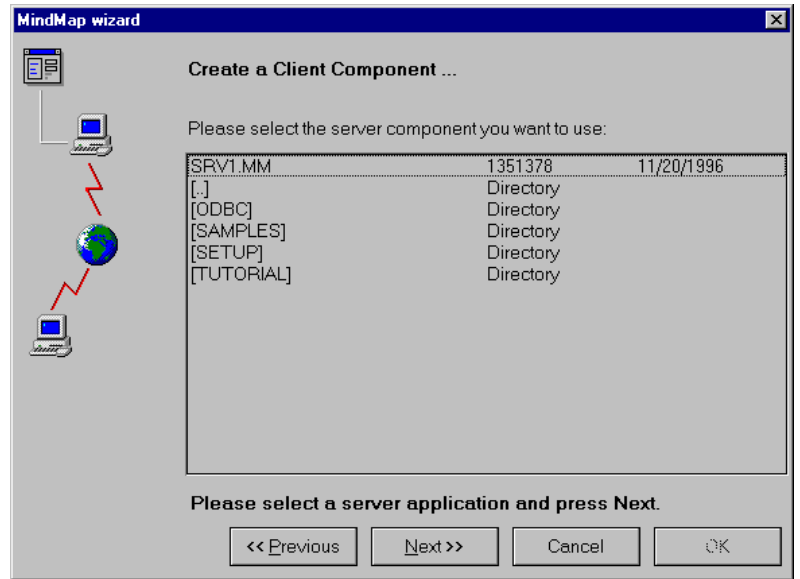 MindMap wizard
Create a Client Component ...
Please select the server component you want to use:
SRV1.MM 1351378 11/20/1996
[..] Directory
[ODBC] Directory
[SAMPLES] Directory
[SETUP] Directory
[TUTORIAL] Directory
Please select a server application and press Next.
<< Previous Next >> Cancel OK